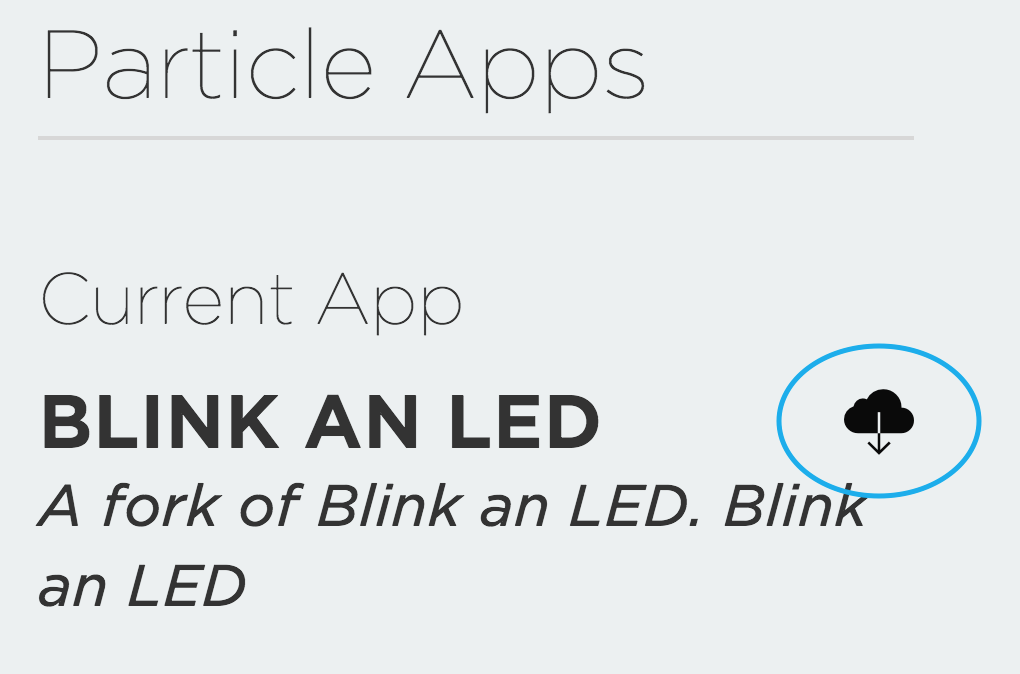 Particle Apps
Current App
BLINK AN LED
A fork of Blink an LED. Blink
an LED